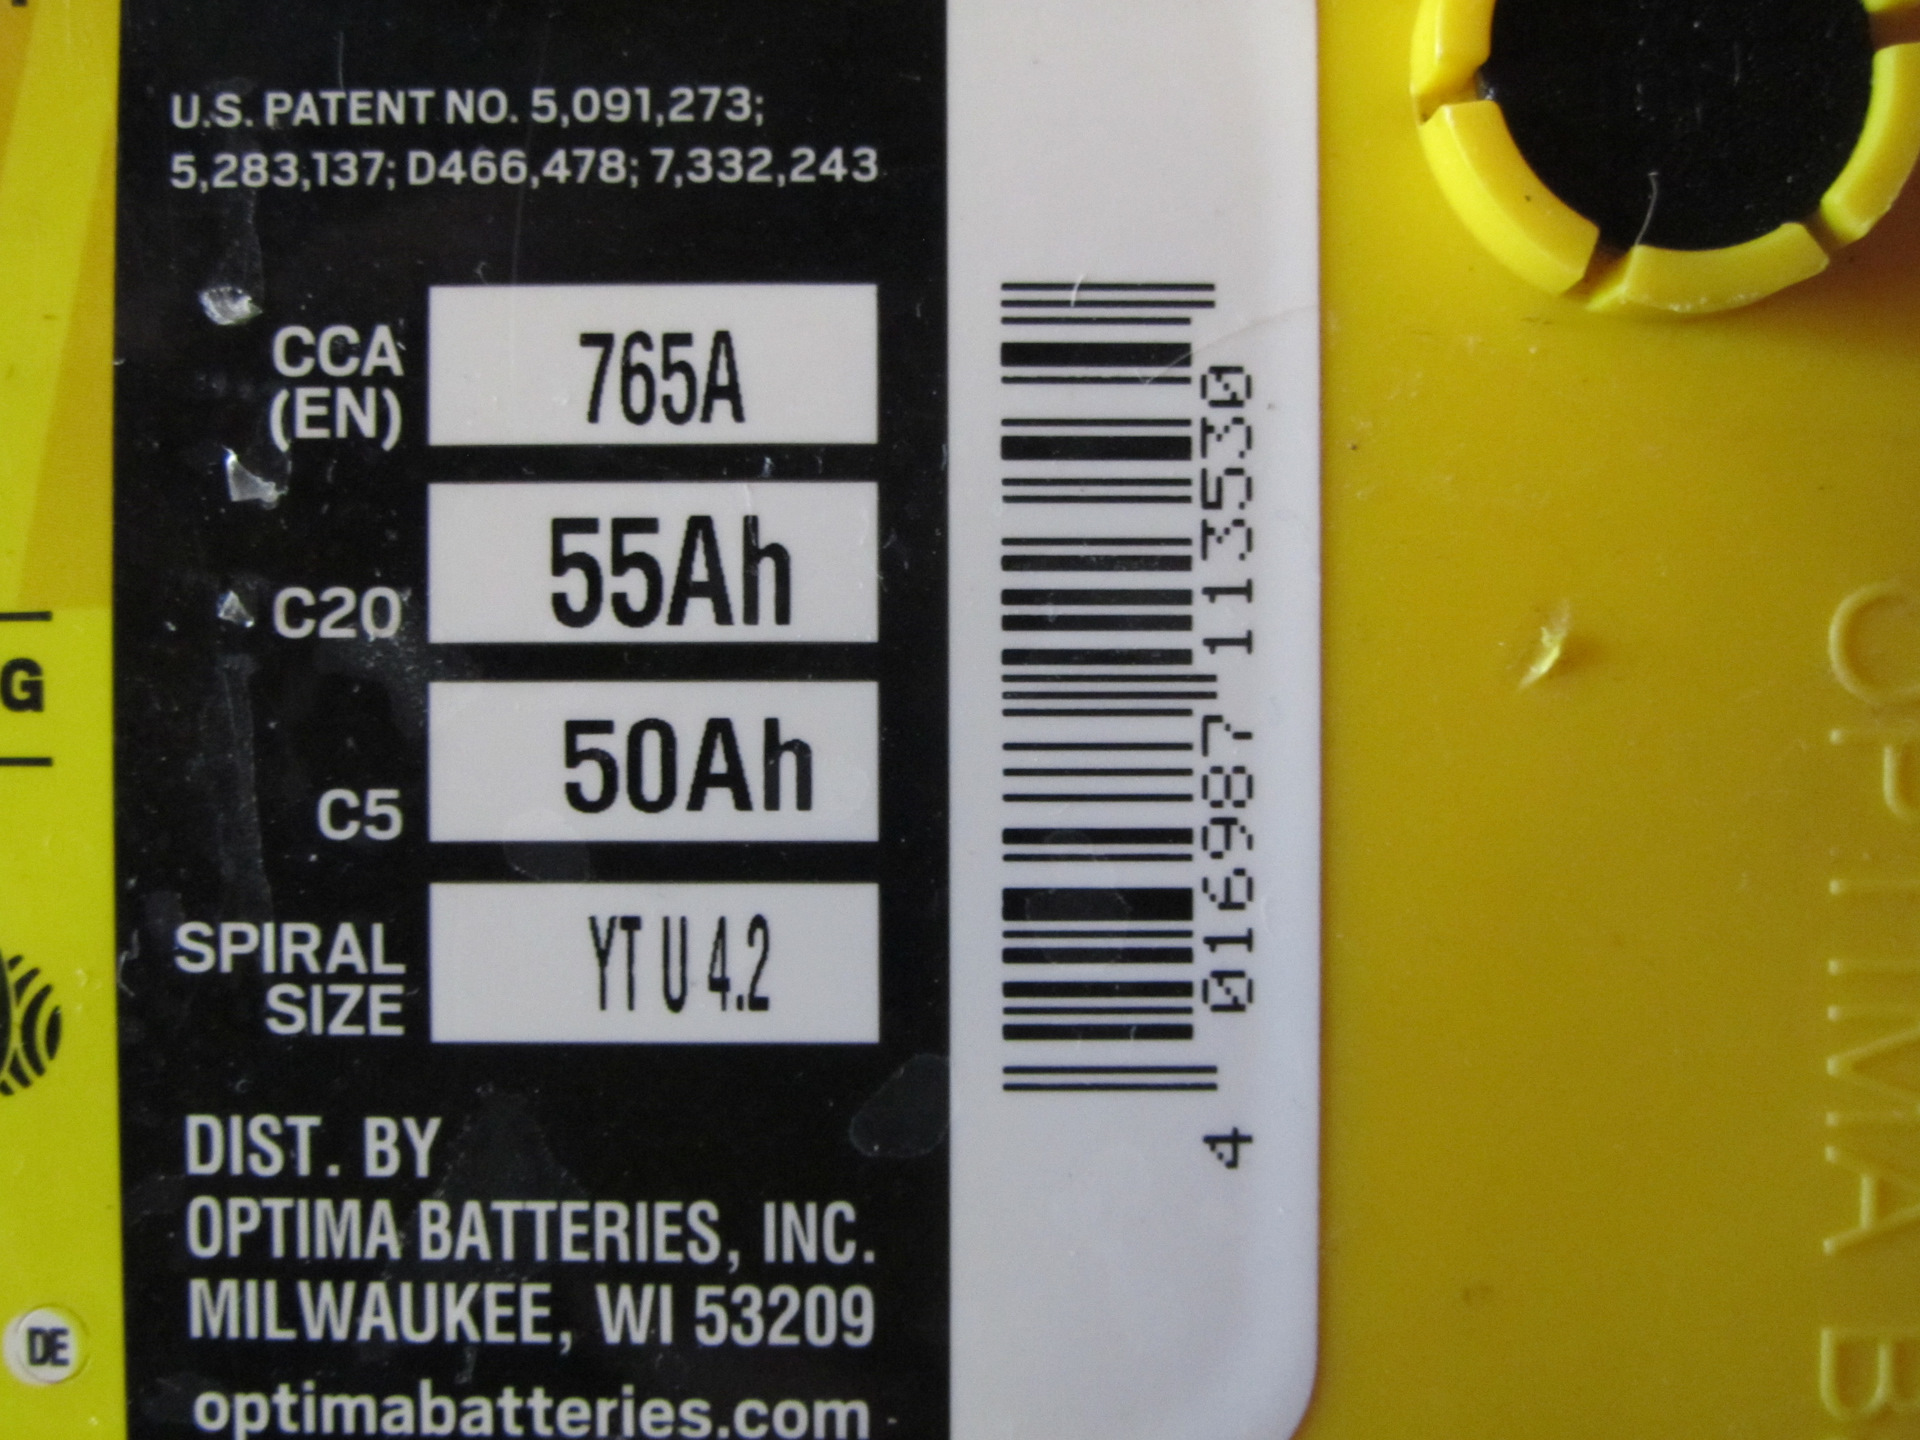 U.S. PATENT NO. 5,091,273;
5,283,137; D466,478; 7,332,243
CCA
(EN)
765A
C20
55Ah
C5
50Ah
SPIRAL
SIZE
YT U 4.2
DIST. BY
OPTIMA BATTERIES, INC.
MILWAUKEE, WI 53209
optimabatteries.com
4 016987 113530
G
DE
OPTIMA B